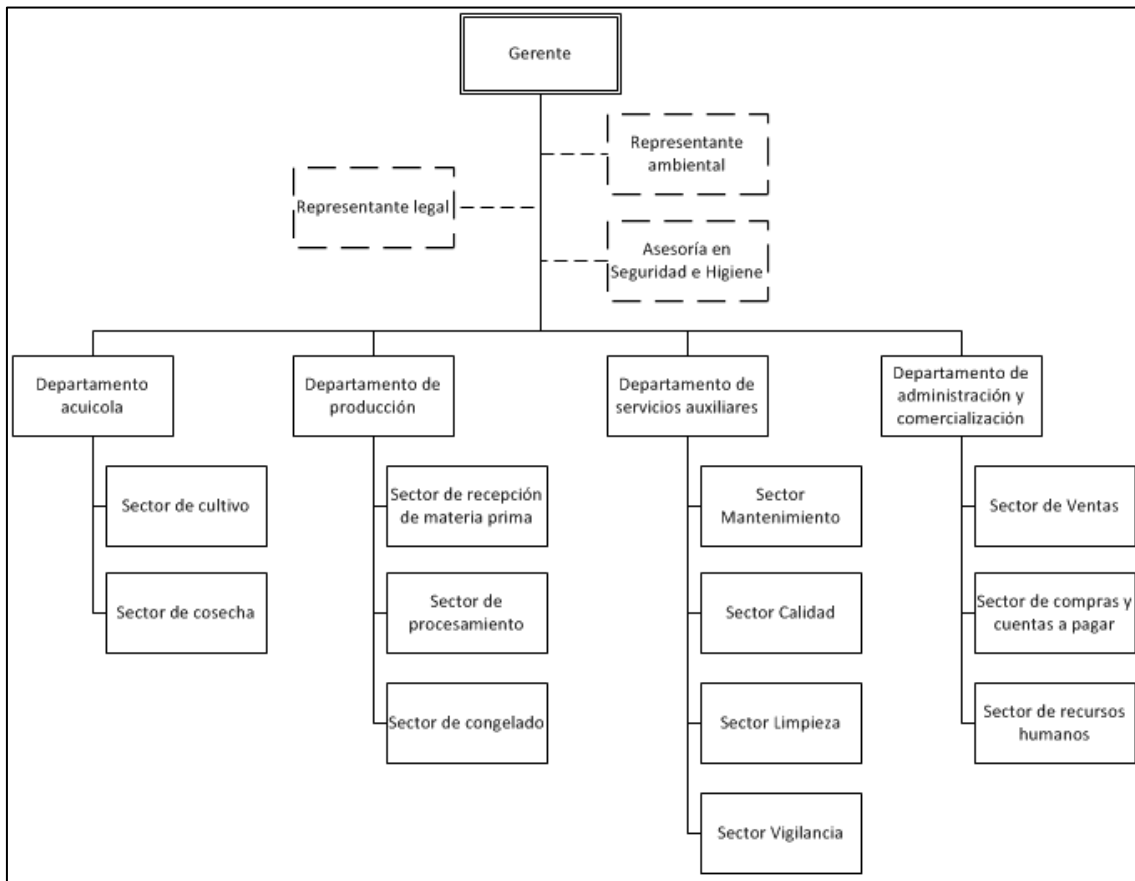 Gerente
Representante
ambiental
Representante legal
Asesoría en
Seguridad e Higiene
Departamento
acuicola
Departamento de
producción
Departamento de
servicios auxiliares
Departamento de
administración y
comercialización
Sector de cultivo
Sector de recepción
de materia prima
Sector
Mantenimiento
Sector de Ventas
Sector de cosecha
Sector de
procesamiento
Sector Calidad
Sector de compras y
cuentas a pagar
Sector de congelado
Sector Limpieza
Sector de recursos
humanos
Sector Vigilancia